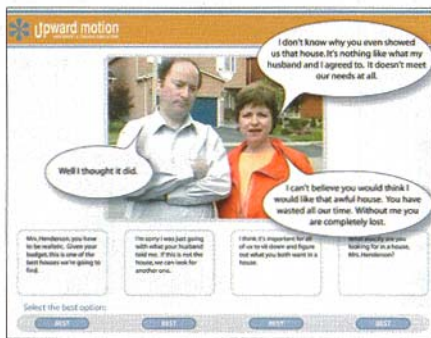 Upward motion
I don't know why you even showed
us that house. It's nothing like what my
husband and I agreed to. It doesn't meet
our needs at all.
Well I thought it did.
I can't believe you would think I
would like that awful house. You have
wasted all our time. Without me you
are completely lost.
Mrs. Henderson, you have
to be realistic. Given your
budget, this is one of the
best houses we're going to
find.
I'm sorry I was just going
with what your husband
told me. If this is not the
house, we can look for
another one.
I think it's important for all
of us to sit down and figure
out what you both want in a
house.
What exactly are you
looking for in a house,
Mrs. Henderson?
Select the best option:
BEST
BEST
BEST
BEST